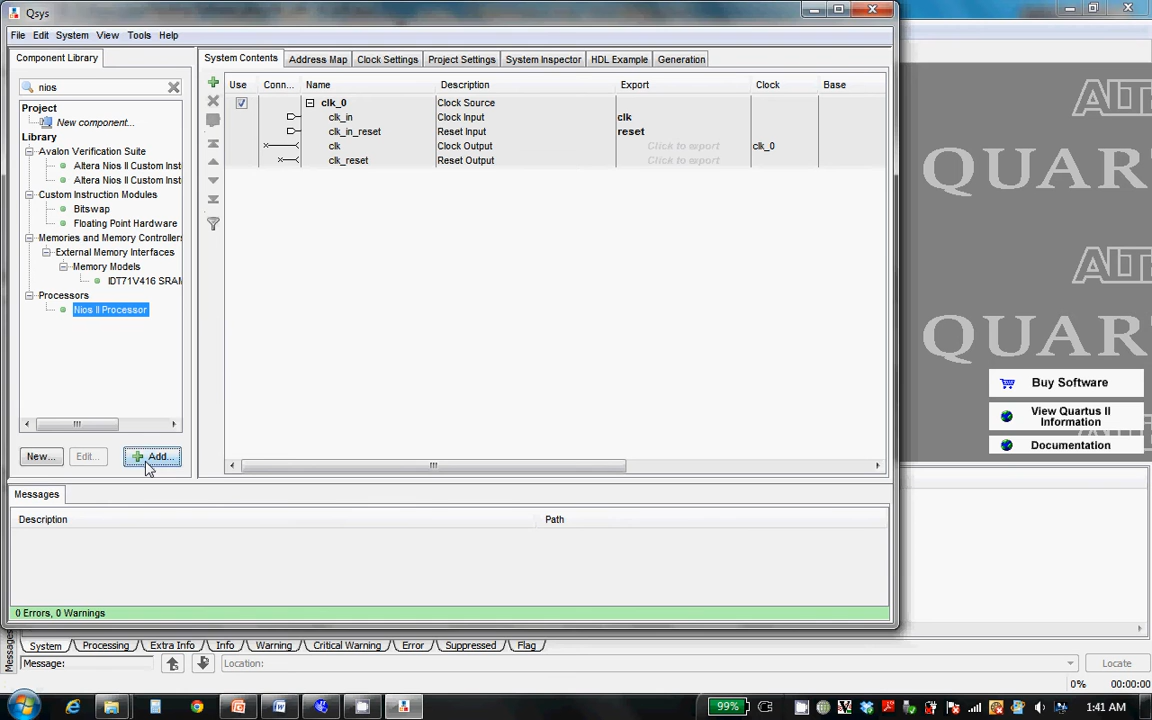 Qsys
File Edit System View Tools Help
Component Library
nios
Project
New component...
Library
Avalon Verification Suite
Altera Nios II Custom Inst
Altera Nios II Custom Inst
Custom Instruction Modules
Bitswap
Floating Point Hardware
Memories and Memory Controllers
External Memory Interfaces
Memory Models
IDT71V416 SRAM
Processors
Nios II Processor
New... Edit... Add...
System Contents Address Map Clock Settings Project Settings System Inspector HDL Example Generation
Use Conn... Name Description Export Clock Base
clk_0 Clock Source
clk_in Clock Input clk
clk_in_reset Reset Input reset
clk Clock Output Click to export clk_0
clk_reset Reset Output Click to export
Messages
Description Path
0 Errors, 0 Warnings
ALTE
QUART
ALTE
QUART
Buy Software
View Quartus II
Information
Documentation
Messages
System Processing Extra Info Info Warning Critical Warning Error Suppressed Flag
Message: Location: Locate
0% 00:00:00
99% 1:41 AM